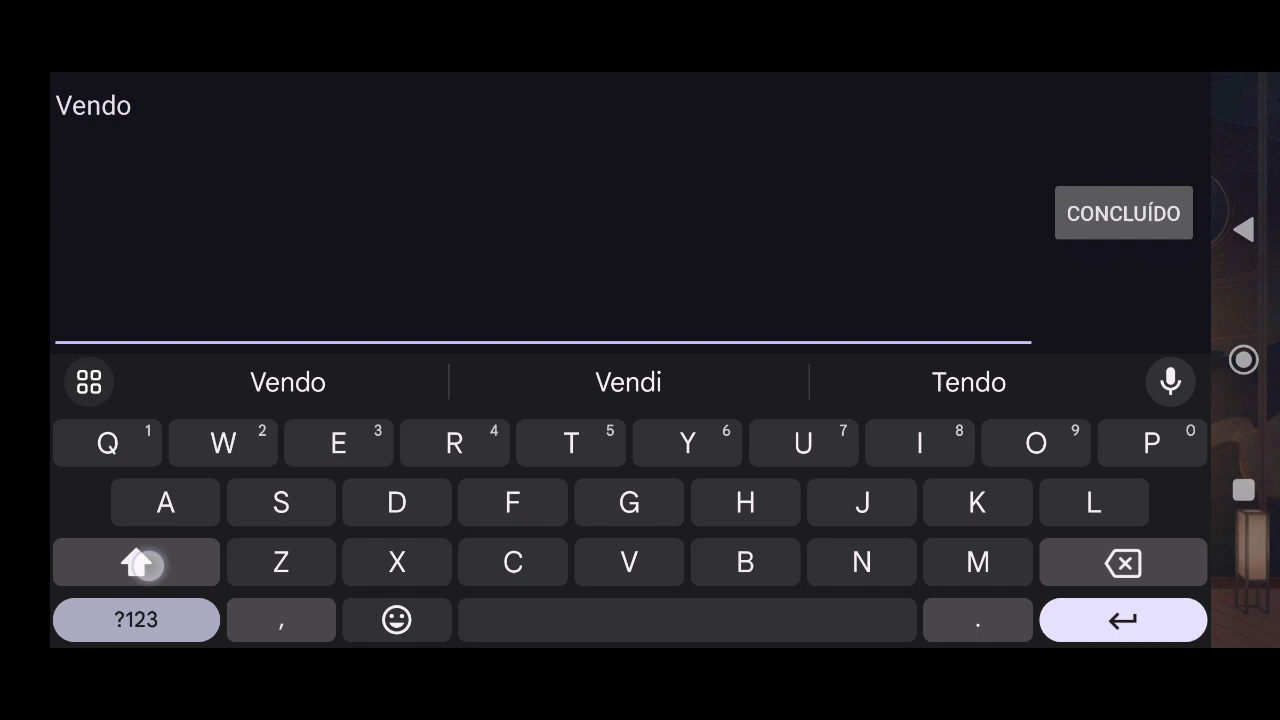 Vendo
CONCLUÍDO
Vendo Vendi Tendo
Q 1 W 2 E 3 R 4 T 5 Y 6 U 7 I 8 O 9 P 0
A S D F G H J K L
Z X C V B N M
?123 , .